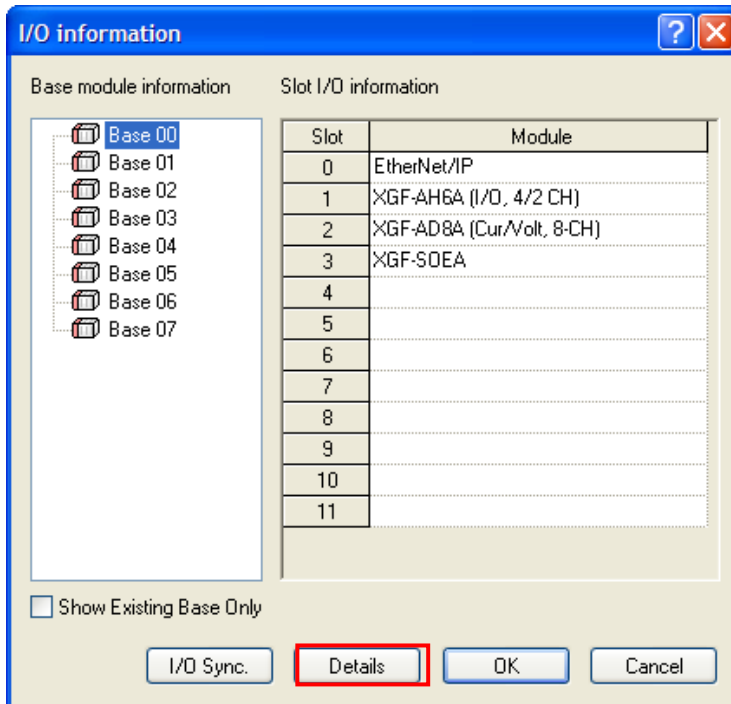 I/O information
Base module information
Slot I/O information
Base 00
Base 01
Base 02
Base 03
Base 04
Base 05
Base 06
Base 07
Slot Module
0 EtherNet/IP
1 XGF-AH6A (I/O, 4/2 CH)
2 XGF-AD8A (Cur/Volt, 8-CH)
3 XGF-SOEA
4
5
6
7
8
9
10
11
Show Existing Base Only
I/O Sync. Details OK Cancel